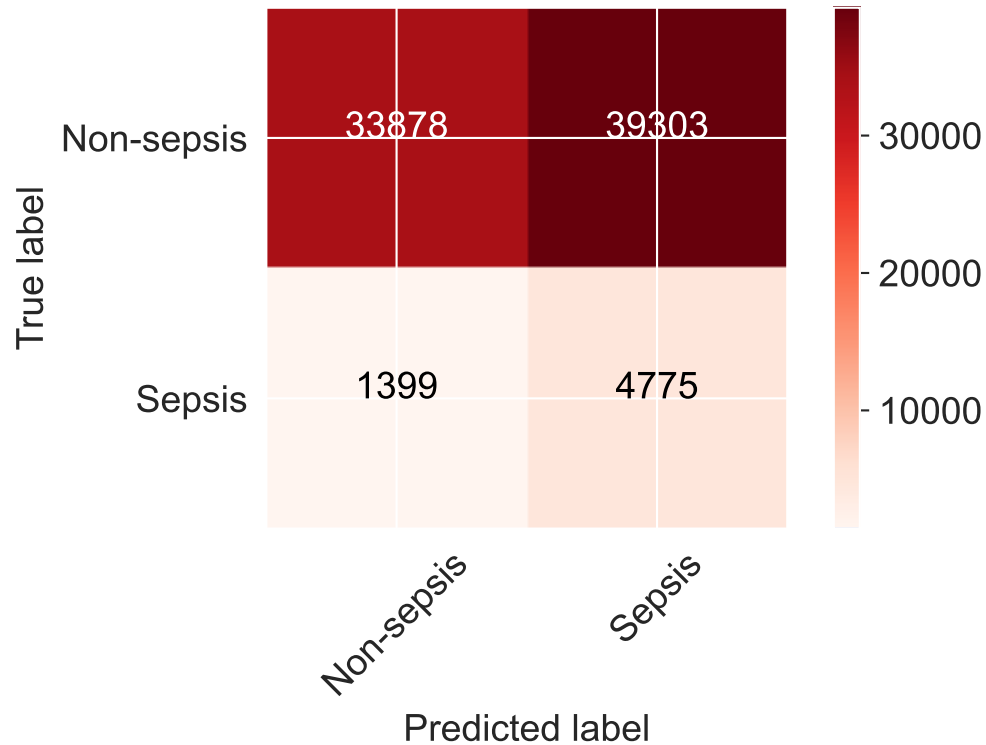 True label
Non-sepsis
33878 39303
Sepsis
1399 4775
Non-sepsis Sepsis
Predicted label
30000
20000
10000